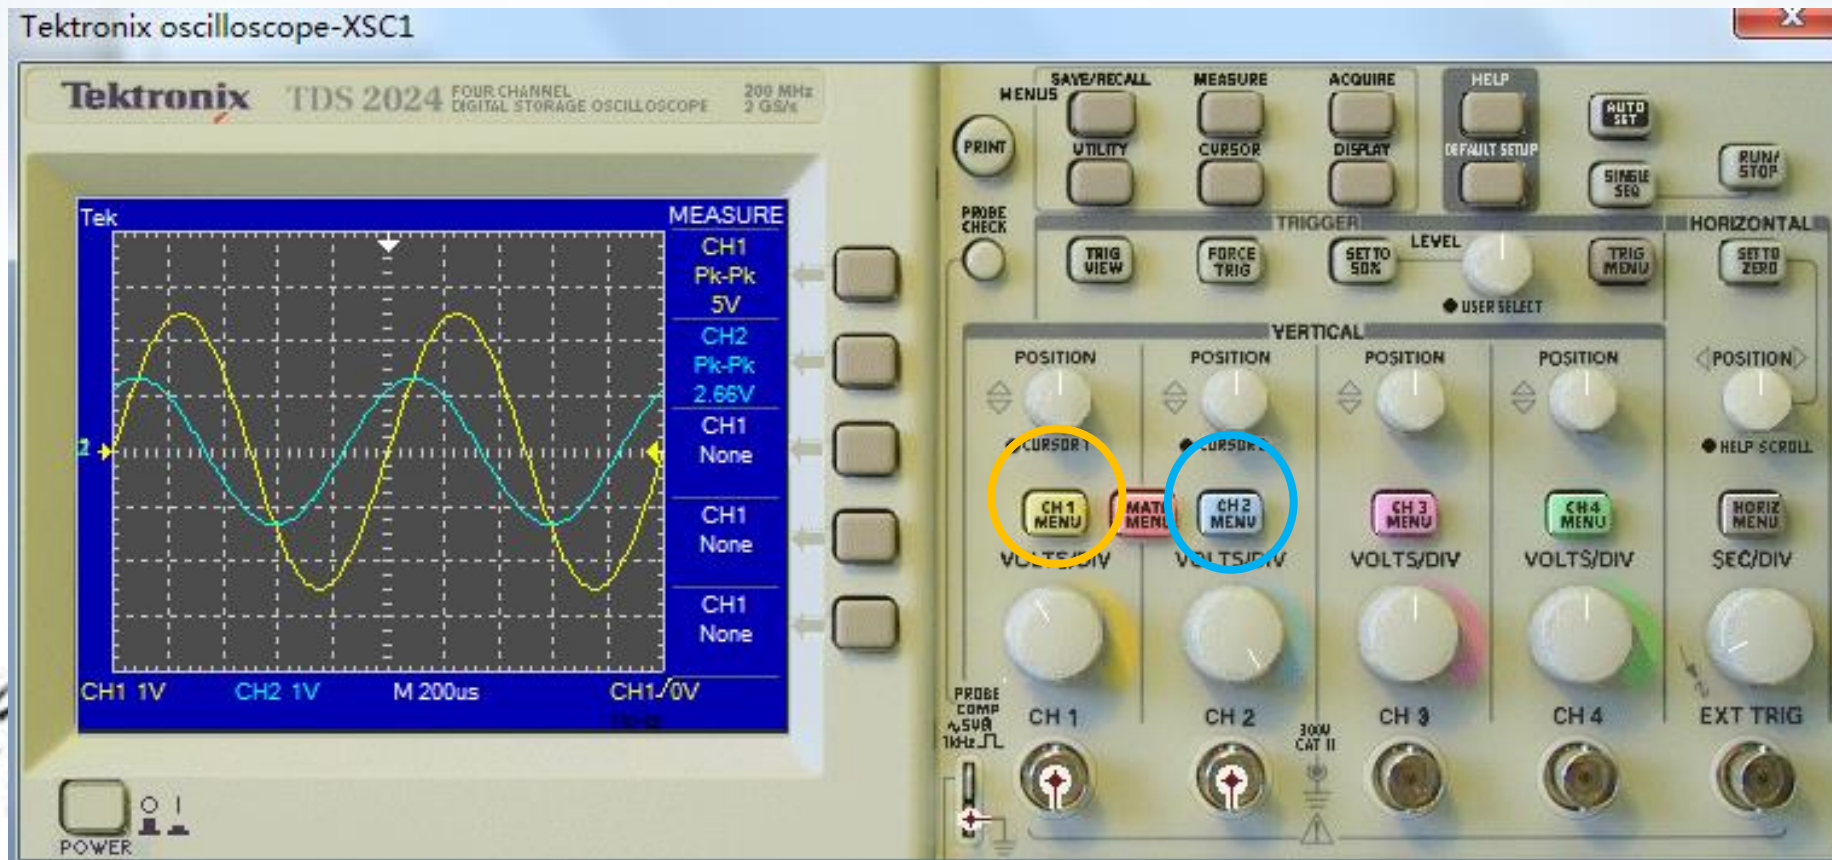 Tektronix oscilloscope-XSC1
X
Tektronix TDS 2024 FOUR CHANNEL DIGITAL STORAGE OSCILLOSCOPE 200 MHz 2 GS/s
Tek
MEASURE
CH1
Pk-Pk
5V
CH2
Pk-Pk
2.66V
CH1
None
CH1
None
CH1
None
2
CH1 1V CH2 1V M 200us CH1 / 0V
POWER
MENUS
SAVE/RECALL MEASURE ACQUIRE HELP
AUTO SET
PRINT
UTILITY CURSOR DISPLAY DEFAULT SETUP
SINGLE SEQ
RUN/ STOP
PROBE CHECK
TRIGGER
HORIZONTAL
TRIG VIEW
FORCE TRIG
SET TO 50%
LEVEL
TRIG MENU
SET TO ZERO
USER SELECT
VERTICAL
POSITION POSITION POSITION POSITION POSITION
CURSOR 1 CURSOR 2 HELP SCROLL
CH 1 MENU
MATH MENU
CH 2 MENU
CH 3 MENU
CH 4 MENU
HORIZ MENU
VOLTS/DIV VOLTS/DIV VOLTS/DIV VOLTS/DIV SEC/DIV
PROBE COMP
~5V@
1kHz
CH 1 CH 2 CH 3 CH 4 EXT TRIG
300V
CAT II